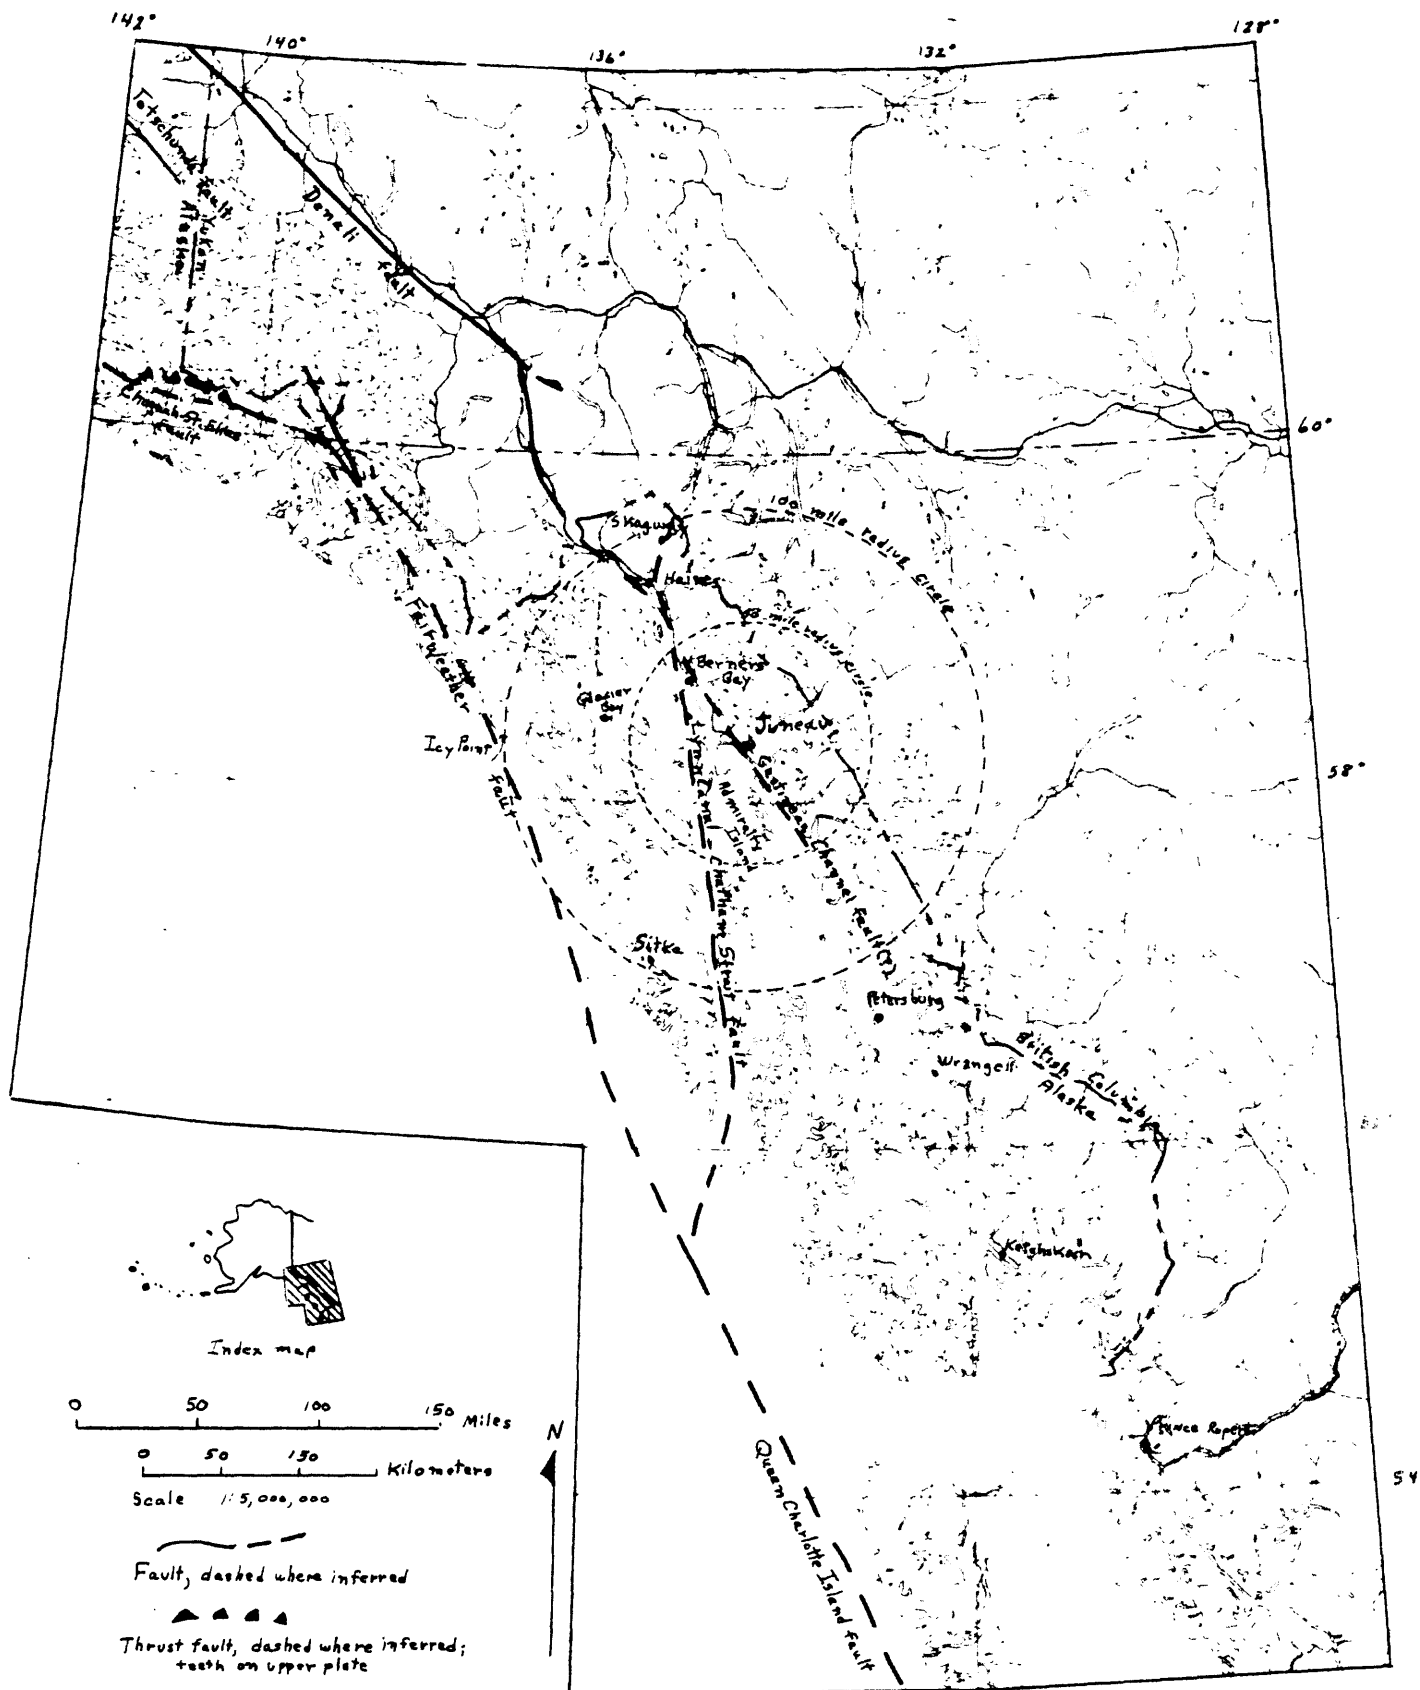 142°
140°
136°
132°
128°
Totschunda fault
Yukon
Alaska
Denali
fault
Chugach-St. Elias
fault
60°
100 mile radius circle
Skagway
Haines
mile radius circle
Fairweather
fault
Berners
Bay
Glacier
Bay
Juneau
Icy Point
58°
Lynn Canal - Chatham Strait Fault
Gastineau Channel Fault(?)
Admiralty
Island
Sitka
Petersburg
Wrangell
British Columbia
Alaska
Ketchikan
Index map
Prince Rupert
0 50 100 150 Miles
N
0 50 150 Kilometers
Scale 1:5,000,000
54
Queen Charlotte Island fault
Fault, dashed where inferred
Thrust fault, dashed where inferred;
teeth on upper plate